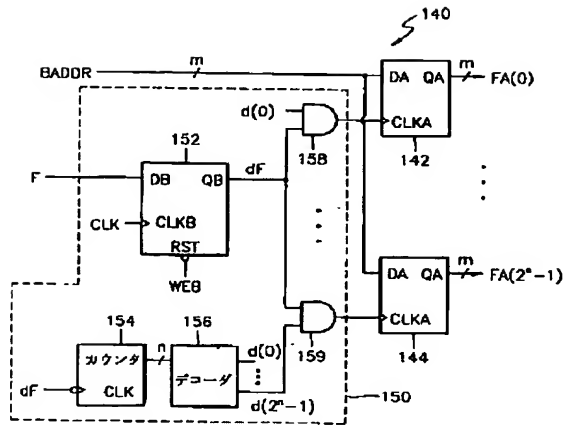 140
BADDR
m
DA QA
m
FA(0)
CLKA
142
d(0)
158
152
F
DB QB
dF
CLK
CLKB
RST
WEB
DA QA
m
FA(2ⁿ-1)
CLKA
144
159
154
156
カウンタ
n
デコーダ
d(0)
dF
CLK
d(2ⁿ-1)
150